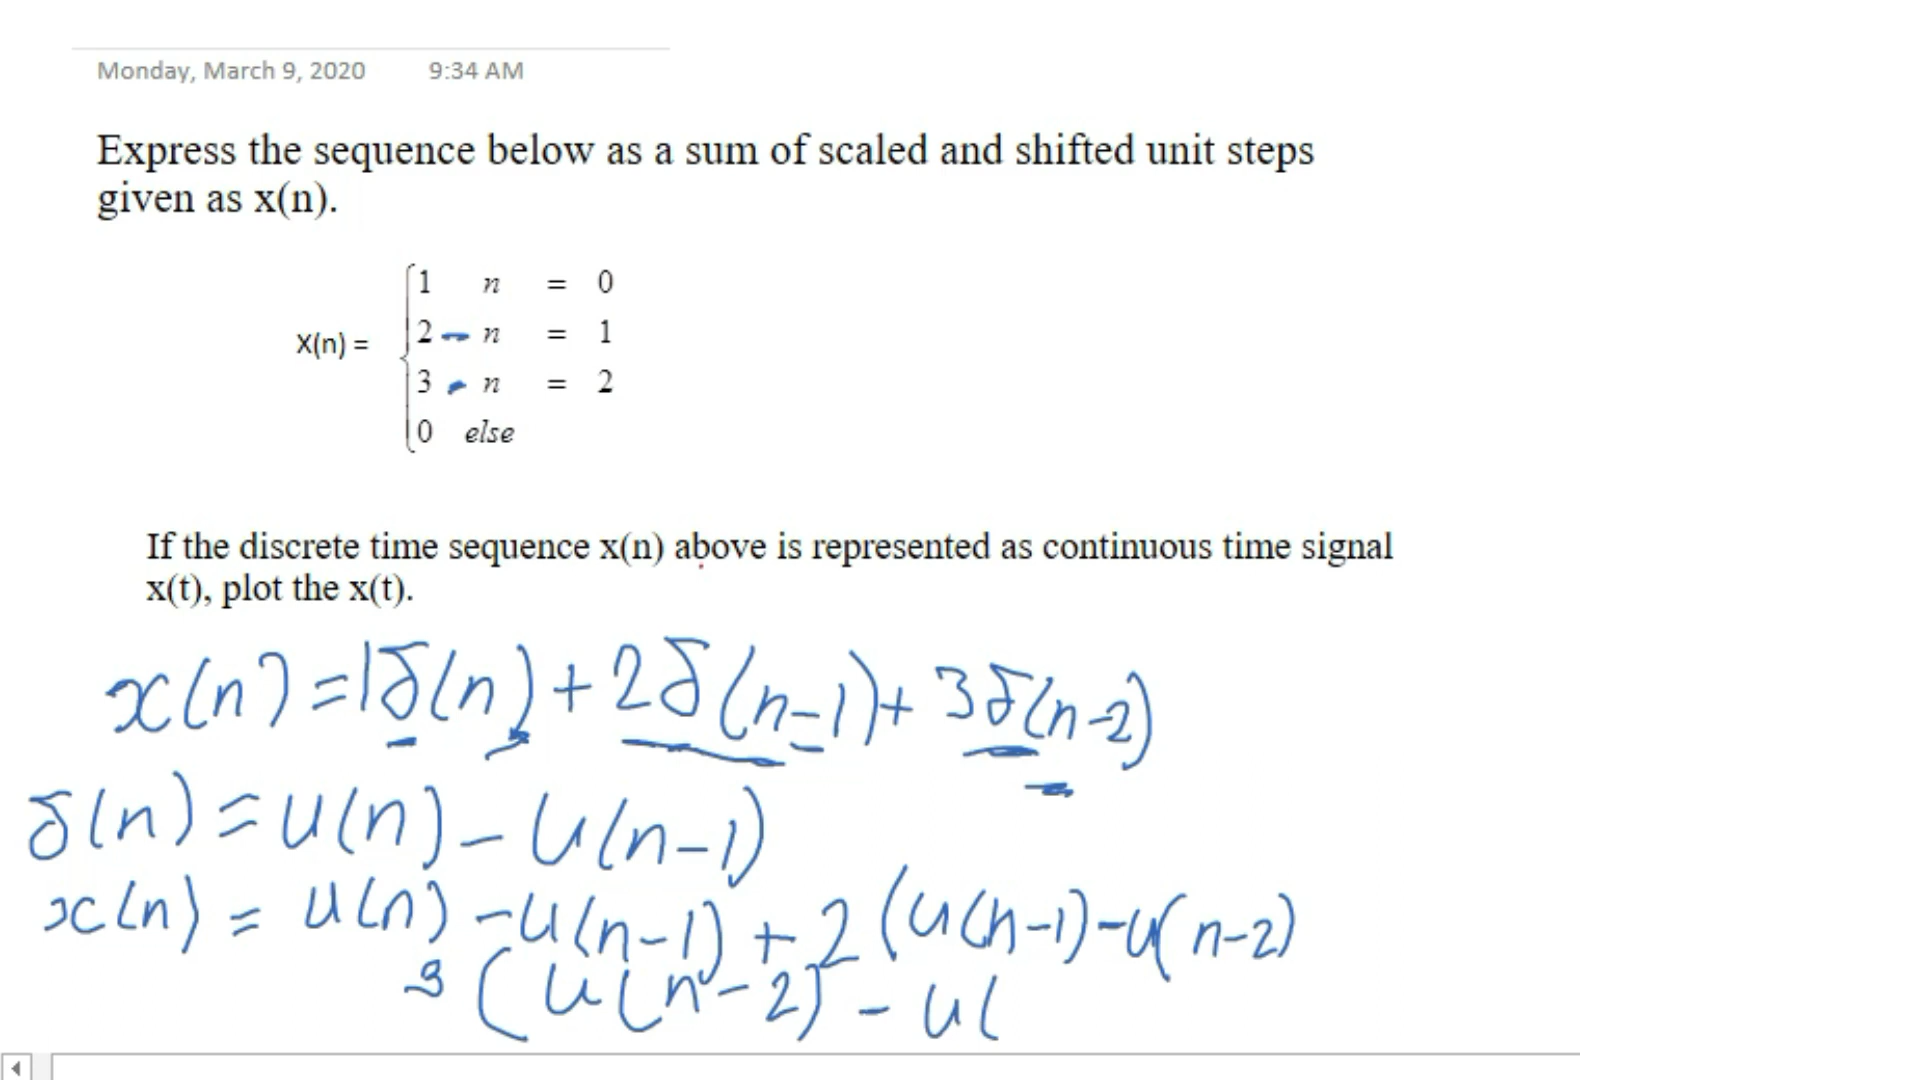 Monday, March 9, 2020 9:34 AM
Express the sequence below as a sum of scaled and shifted unit steps
given as x(n).
1 n = 0
X(n) = 2 n = 1
3 n = 2
0 else
If the discrete time sequence x(n) above is represented as continuous time signal
x(t), plot the x(t).
x(n) = 1δ(n) + 2δ(n-1) + 3δ(n-2)
δ(n) = u(n) - u(n-1)
x(n) = u(n) - u(n-1) + 2(u(n-1) - u(n-2)
3(u(n-2) - u(